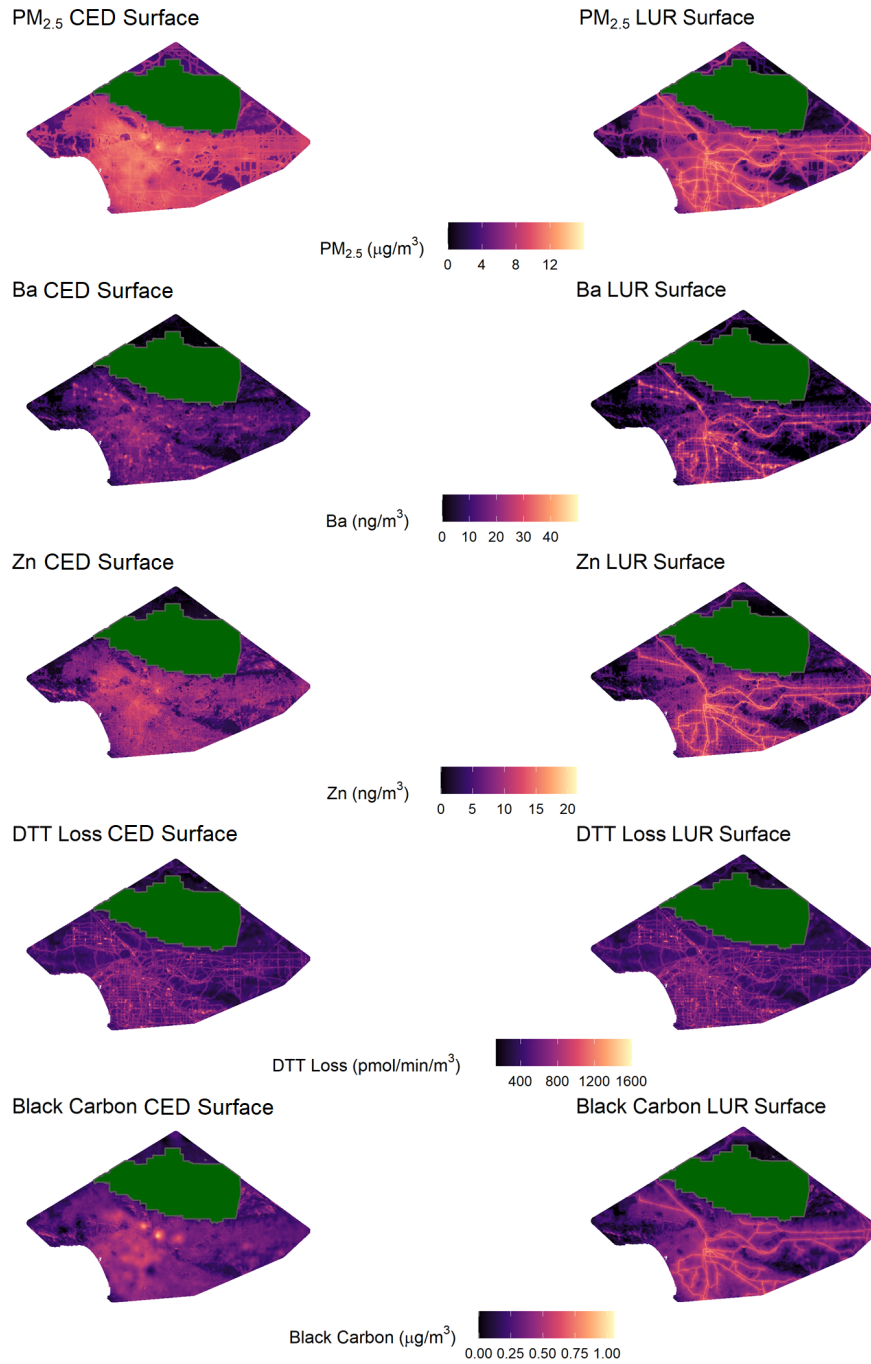 PM2.5 CED Surface
PM2.5 LUR Surface
PM2.5 (μg/m3)
0 4 8 12
Ba CED Surface
Ba LUR Surface
Ba (ng/m3)
0 10 20 30 40
Zn CED Surface
Zn LUR Surface
Zn (ng/m3)
0 5 10 15 20
DTT Loss CED Surface
DTT Loss LUR Surface
DTT Loss (pmol/min/m3)
400 800 1200 1600
Black Carbon CED Surface
Black Carbon LUR Surface
Black Carbon (μg/m3)
0.00 0.25 0.50 0.75 1.00